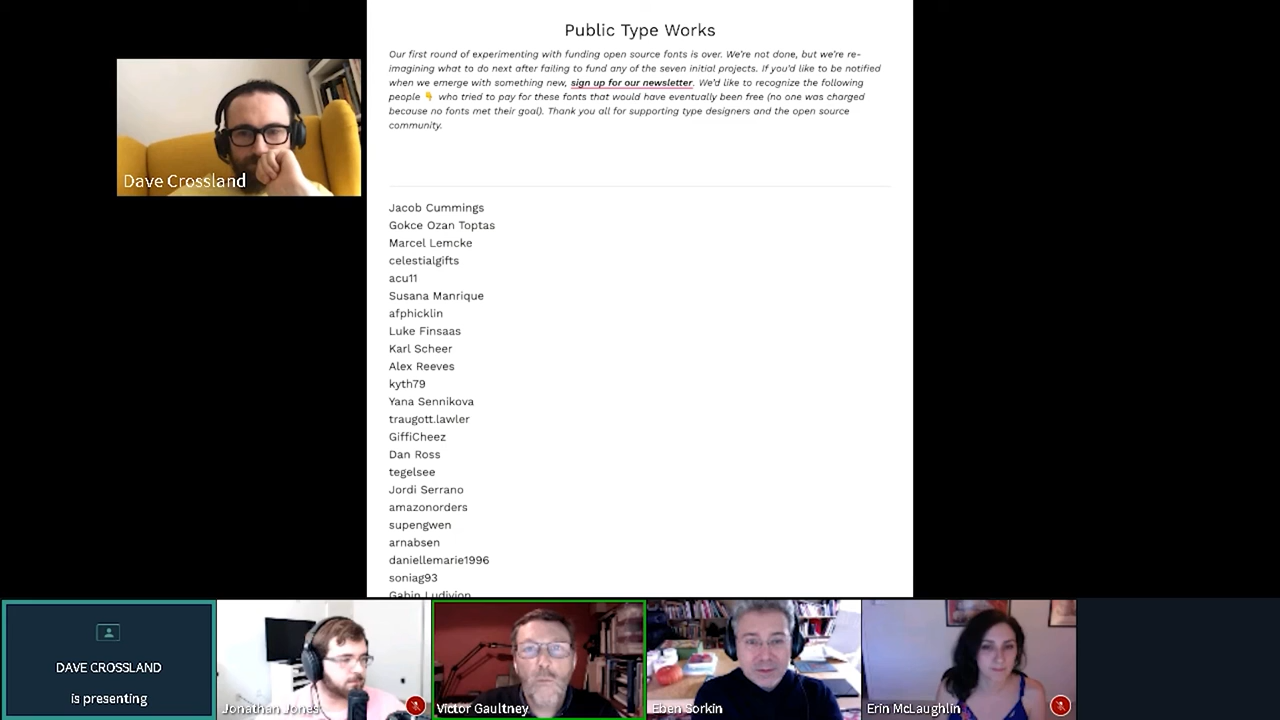 Public Type Works
Our first round of experimenting with funding open source fonts is over. We're not done, but we're re-
imagining what to do next after failing to fund any of the seven initial projects. If you'd like to be notified
when we emerge with something new, sign up for our newsletter. We'd like to recognize the following
people 👇 who tried to pay for these fonts that would have eventually been free (no one was charged
because no fonts met their goal). Thank you all for supporting type designers and the open source
community.
Jacob Cummings
Gokce Ozan Toptas
Marcel Lemcke
celestialgifts
acu11
Susana Manrique
afphicklin
Luke Finsaas
Karl Scheer
Alex Reeves
kyth79
Yana Sennikova
traugott.lawler
GiffiCheez
Dan Ross
tegelsee
Jordi Serrano
amazonorders
supengwen
arnabsen
daniellemarie1996
soniag93
Gabin Ludivion
Dave Crossland
DAVE CROSSLAND
is presenting
Jonathan Jones
Victor Gaultney
Eben Sorkin
Erin McLaughlin